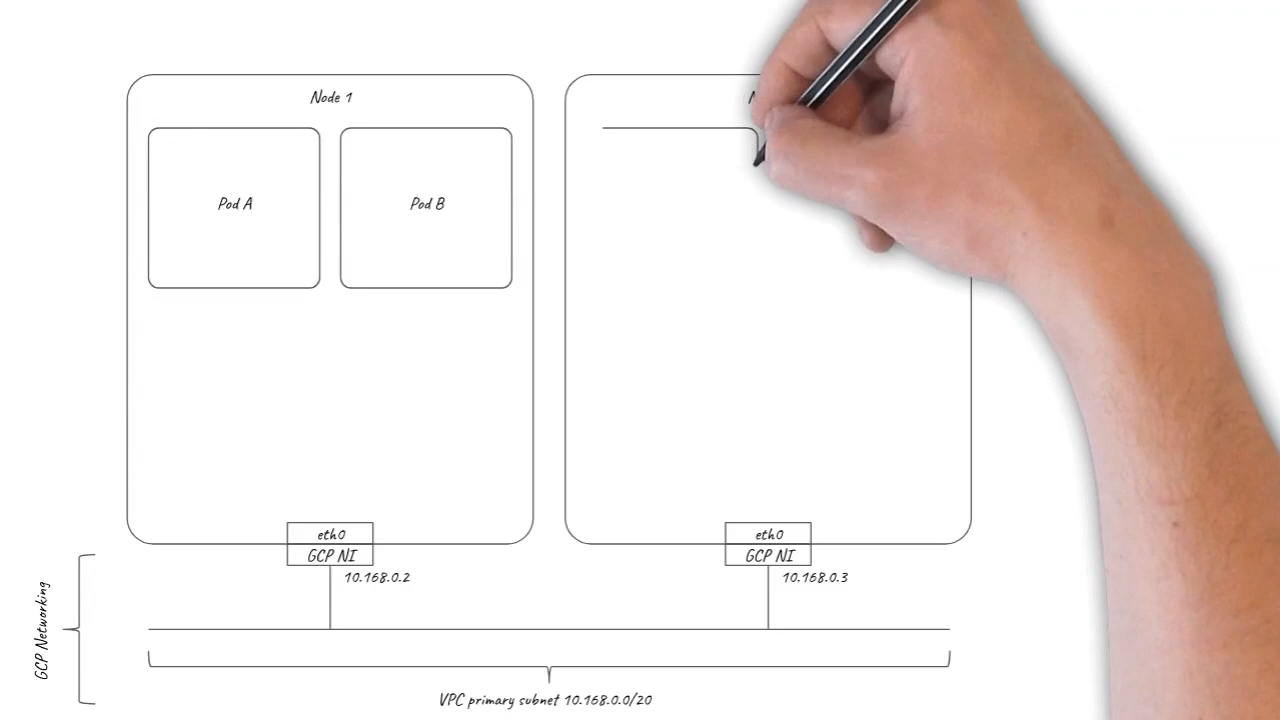 Node 1
Pod A
Pod B
eth0
GCP NI
10.168.0.2
eth0
GCP NI
10.168.0.3
GCP Networking
VPC primary subnet 10.168.0.0/20